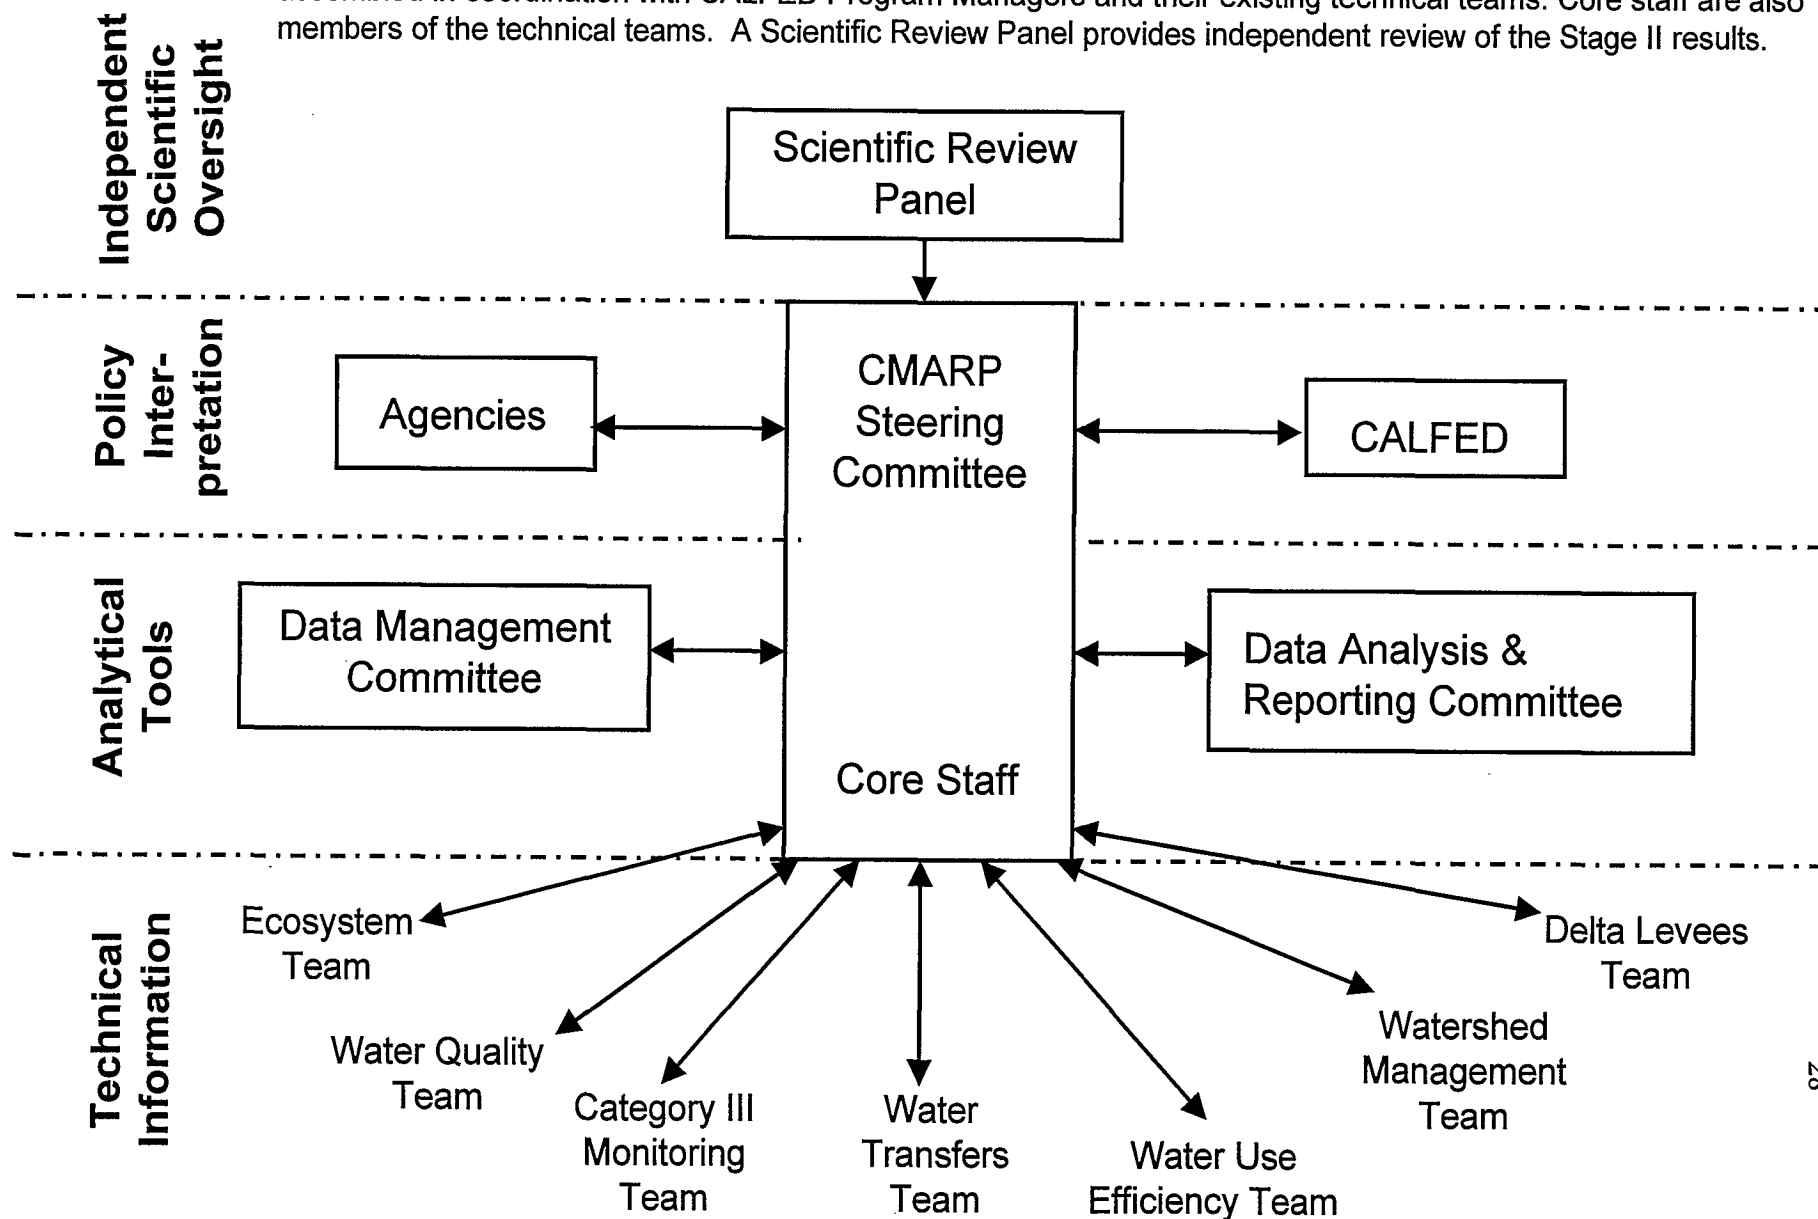 members of the technical teams. A Scientific Review Panel provides independent review of the Stage II results.
Independent
Scientific
Oversight
Scientific Review
Panel
Policy
Inter-
pretation
Agencies
CMARP
Steering
Committee
CALFED
Analytical
Tools
Data Management
Committee
Data Analysis &
Reporting Committee
Core Staff
Technical
Information
Ecosystem
Team
Water Quality
Team
Category III
Monitoring
Team
Water
Transfers
Team
Water Use
Efficiency Team
Watershed
Management
Team
Delta Levees
Team